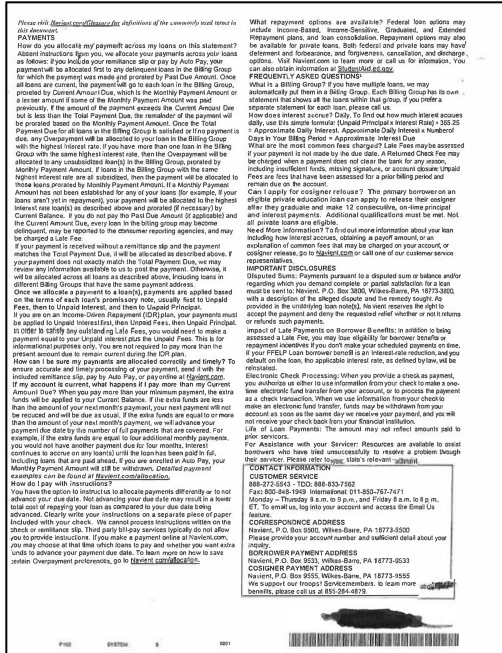 Please visit Navient.com/Glossary for definitions of the commonly used terms in
this document.
PAYMENTS
How do you allocate my payment across my loans on this statement?
Absent instructions from you, we allocate your payments across your loans
as follows: if you include your remittance slip or pay by Auto Pay, your
payment will be allocated first to any delinquent loans in the Billing Group
for which the payment was made and prorated by Past Amount Due. Once
all loans are current, the payment will go to each loan in the Billing Group,
prorated by Current Amount Due, which is the Monthly Payment Amount or
a lesser amount if some of the Monthly Payment Amount was paid
previously. If the amount of the payment exceeds the Current Amount Due
but is less than the Total Payment Due, the remainder of the payment will
be prorated based on the Monthly Payment Amount. Once the Total
Payment Due for all loans in the Billing Group is satisfied or if no payment is
due, any Overpayment will be allocated to your loan in the Billing Group
with the highest interest rate. If you have more than one loan in the Billing
Group with the same highest interest rate, then the Overpayment will be
allocated to any unsubsidized loan(s) in the Billing Group, prorated by
Monthly Payment Amount. If loans in the Billing Group with the same
highest interest rate are all subsidized, then the payment will be allocated to
those loans prorated by Monthly Payment Amount. If a Monthly Payment
Amount has not been established for any of your loans (for example, if your
loans aren't yet in repayment), your payment will be allocated to the highest
interest rate loan(s) as described above and prorated (if necessary) by
Current Balance. If you do not pay the Past Due Amount (if applicable) and
the Current Amount Due, every loan in the billing group may become
delinquent, may be reported to the consumer reporting agencies, and may
be charged a Late Fee.
If your payment is received without a remittance slip and the payment
matches the Total Payment Due, it will be allocated as described above. If
your payment does not exactly match the Total Payment Due, we may
review any information available to us to post the payment. Otherwise, it
will be allocated across all loans as described above, including loans in
different Billing Groups that have the same payment address.
Once we allocate a payment to a loan(s), payments are applied based
on the terms of each loan's promissory note, usually first to Unpaid
Fees, then to Unpaid Interest, and then to Unpaid Principal.
If you are on an Income-Driven Repayment (IDR) plan, your payments must
be applied to Unpaid Interest first, then Unpaid Fees, then Unpaid Principal.
In order to satisfy any outstanding Late Fees, you would need to make a
payment equal to your Unpaid Interest plus the Unpaid Fees. This is for
informational purposes only. You are not required to pay more than the
present amount due to remain current during the IDR plan.
How can I be sure my payments are allocated correctly and timely? To
ensure accurate and timely processing of your payment, send it with the
included remittance slip, pay by Auto Pay, or pay online at Navient.com.
If my account is current, what happens if I pay more than my Current
Amount Due? When you pay more than your minimum payment, the extra
funds will be applied to your Current Balance. If the extra funds are less
than the amount of your next month's payment, your next payment will not
be reduced and will be due as usual. If the extra funds are equal to or more
than the amount of your next month's payment, we will advance your
payment due date by the number of full payments that are covered. For
example, if the extra funds are equal to four additional monthly payments,
you would not have another payment due for four months. Interest
continues to accrue on any loan(s) until the loan has been paid in full,
including loans that are paid ahead. If you are enrolled in Auto Pay, your
Monthly Payment Amount will still be withdrawn. Detailed payment
examples can be found at Navient.com/allocation.
How do I pay with instructions?
You have the option to instruct us to allocate payments differently or to not
advance your due date. Not advancing your due date may result in a lower
total cost of repaying your loan as compared to your due date being
advanced. Clearly write your instructions on a separate piece of paper
included with your check. We cannot process instructions written on the
check or remittance slip. Third party bill-pay services typically do not allow
you to provide instructions. If you make a payment online at Navient.com,
you may choose at that time which loans to pay and whether you want extra
funds to advance your payment due date. To learn more on how to save
certain Overpayment preferences, go to Navient.com/allocation.
What repayment options are available? Federal loan options may
include Income-Based, Income-Sensitive, Graduated, and Extended
Repayment plans, and loan consolidation. Repayment options may also
be available for private loans. Both federal and private loans may have
deferment and forbearance, and forgiveness, cancellation, and discharge
options. Visit Navient.com to learn more or call us for information. You
can also obtain information at StudentAid.gov.
FREQUENTLY ASKED QUESTIONS
What is a Billing Group? If you have multiple loans, we may
automatically put them in a Billing Group. Each Billing Group has its own
statement that shows all the loans within that group. If you prefer a
separate statement for each loan, please call us.
How is interest calculated daily? To find out how much interest accrues
daily, use this simple formula: (Unpaid Principal x Interest Rate) ÷ 365.25
= Approximate Daily Interest. Approximate Daily Interest x Number of
Days in Your Billing Period = Approximate Interest Due
What are the most common fees charged? Late Fees may be assessed
if your payment is not made by the due date. A Returned Check Fee may
be charged when a payment does not clear the bank for any reason,
including insufficient funds, missing signature, or account closure. Unpaid
Fees are fees that have been assessed for a prior billing period and
remain due on the account.
Can I apply for cosigner release? The primary borrower on an
eligible private education loan can apply to release their cosigner
after they graduate and make 12 consecutive, on-time principal
and interest payments. Additional qualifications must be met. Not
all private loans are eligible.
Need More Information? To find out more information about your loan
including how interest accrues, obtaining a payoff amount, or an
explanation of common fees that may be charged on your account, or
cosigner release, go to Navient.com or call one of our customer service
representatives.
IMPORTANT DISCLOSURES
Disputed Sums: Payments pursuant to a disputed sum or balance and/or
regarding which you demand complete or partial satisfaction for a loan
must be sent to: Navient, P.O. Box 3800, Wilkes-Barre, PA 18773-3800,
with a description of the alleged dispute and the remedy sought. As
provided in the underlying loan note(s), Navient reserves the right to
accept the payment and deny the requested relief whether or not it returns
or refunds such payments.
Impact of Late Payments on Borrower Benefits: In addition to being
assessed a Late Fee, you may lose eligibility for borrower benefits or
repayment incentives if you don't make your scheduled payments on time.
If your FFELP Loan borrower benefit is an interest-rate reduction, and you
default on the loan, the applicable interest rate, as defined by law, will be
reinstated.
Electronic Check Processing: When you provide a check as payment,
you authorize us either to use information from your check to make a one-
time electronic fund transfer from your account, or to process the payment
as a check transaction. When we use information from your check to
make an electronic fund transfer, funds may be withdrawn from your
account as soon as the same day we receive your payment, and you will
not receive your check back from your financial institution.
Life of Loan Payments: The amount may not reflect amounts paid to
prior servicers.
For Assistance with your Servicer: Resources are available to assist
borrowers who have tried unsuccessfully to resolve a problem through
their servicer. Please refer to your state's relevant
CONTACT INFORMATION
CUSTOMER SERVICE
888-272-5543 - TDD: 888-833-7562
Fax: 800-848-1949 International: 011-850-767-7471
Monday – Thursday 8 a.m. to 9 p.m., and Friday 8 a.m. to 8 p.m.
ET. To email us, log into your account and access the Email Us
feature.
CORRESPONDNCE ADDRESS
Navient, P.O. Box 9500, Wilkes-Barre, PA 18773-9500
Please provide your account number and sufficient detail about your
inquiry.
BORROWER PAYMENT ADDRESS
Navient, P.O. Box 9533, Wilkes-Barre, PA 18773-9533
COSIGNER PAYMENT ADDRESS
Navient, P.O. Box 9555, Wilkes-Barre, PA 18773-9555
We support our troops! Servicemembers, to learn more
benefits, please call us at 855-284-4879.
P102 SYSTEM 3 0001